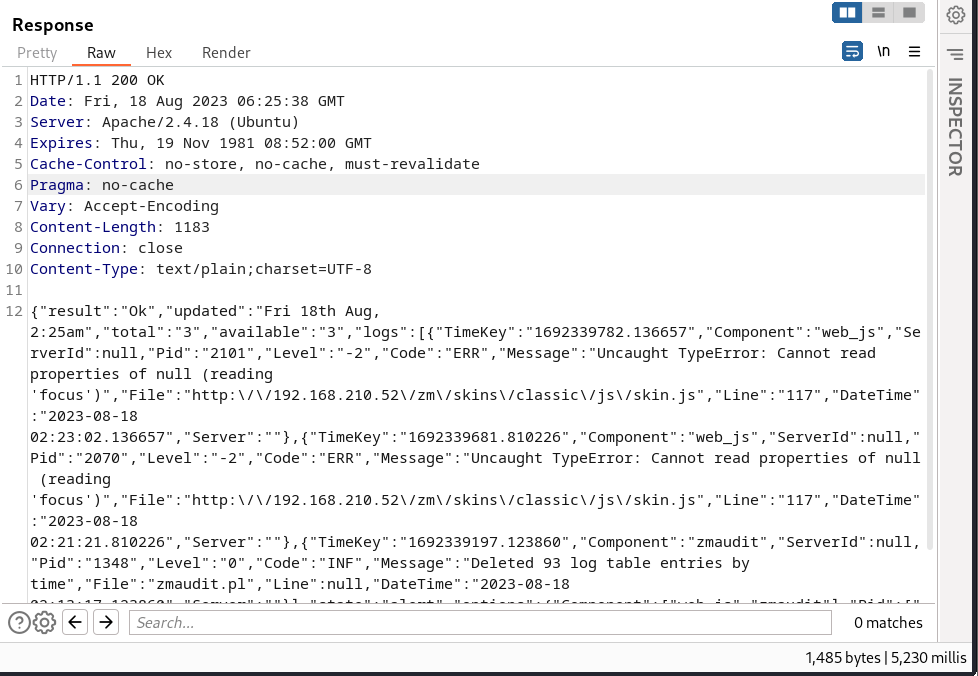 Response
Pretty Raw Hex Render \n
INSPECTOR
1 HTTP/1.1 200 OK
2 Date: Fri, 18 Aug 2023 06:25:38 GMT
3 Server: Apache/2.4.18 (Ubuntu)
4 Expires: Thu, 19 Nov 1981 08:52:00 GMT
5 Cache-Control: no-store, no-cache, must-revalidate
6 Pragma: no-cache
7 Vary: Accept-Encoding
8 Content-Length: 1183
9 Connection: close
10 Content-Type: text/plain;charset=UTF-8
11
12 {"result":"Ok","updated":"Fri 18th Aug,
2:25am","total":"3","available":"3","logs":[{"TimeKey":"1692339782.136657","Component":"web_js","Se
rverId":null,"Pid":"2101","Level":"-2","Code":"ERR","Message":"Uncaught TypeError: Cannot read
properties of null (reading
'focus')","File":"http:\/\/192.168.210.52\/zm\/skins\/classic\/js\/skin.js","Line":"117","DateTime"
:"2023-08-18
02:23:02.136657","Server":""},{"TimeKey":"1692339681.810226","Component":"web_js","ServerId":null,"
Pid":"2070","Level":"-2","Code":"ERR","Message":"Uncaught TypeError: Cannot read properties of null
(reading
'focus')","File":"http:\/\/192.168.210.52\/zm\/skins\/classic\/js\/skin.js","Line":"117","DateTime"
:"2023-08-18
02:21:21.810226","Server":""},{"TimeKey":"1692339197.123860","Component":"zmaudit","ServerId":null,
"Pid":"1348","Level":"0","Code":"INF","Message":"Deleted 93 log table entries by
time","File":"zmaudit.pl","Line":null,"DateTime":"2023-08-18
Search... 0 matches
1,485 bytes | 5,230 millis